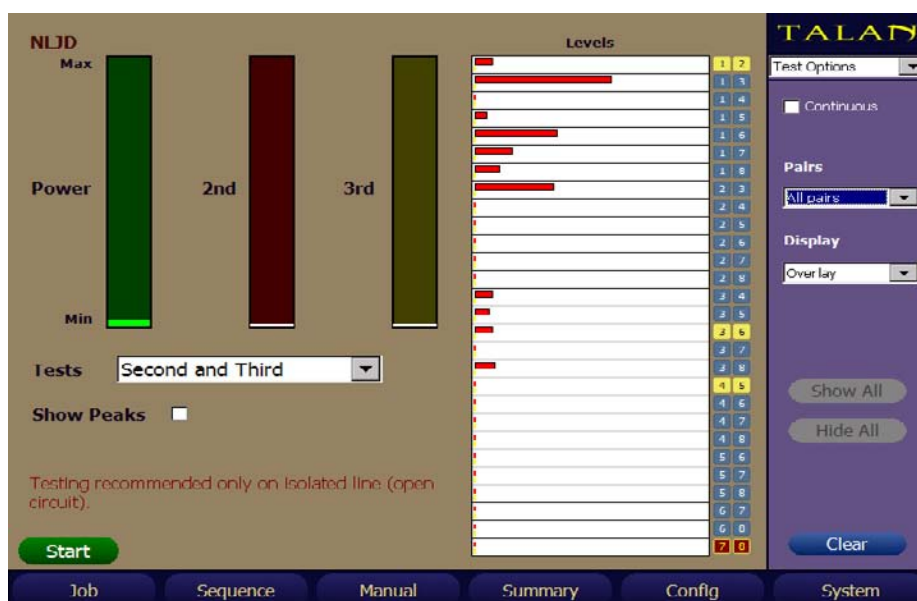 TALAN
NLJD
Levels
Max
Test Options
Continuous
Power
2nd
3rd
Pairs
All pairs
Display
Overlay
Min
Tests
Second and Third
Show Peaks
Testing recommended only on isolated line (open
circuit).
Start
1 2
1 3
1 4
1 5
1 6
1 7
1 8
2 3
2 4
2 5
2 6
2 7
2 8
3 4
3 5
3 6
3 7
3 8
4 5
4 6
4 7
4 8
5 6
5 7
5 8
6 7
6 8
7 8
Show All
Hide All
Clear
Job
Sequence
Manual
Summary
Config
System